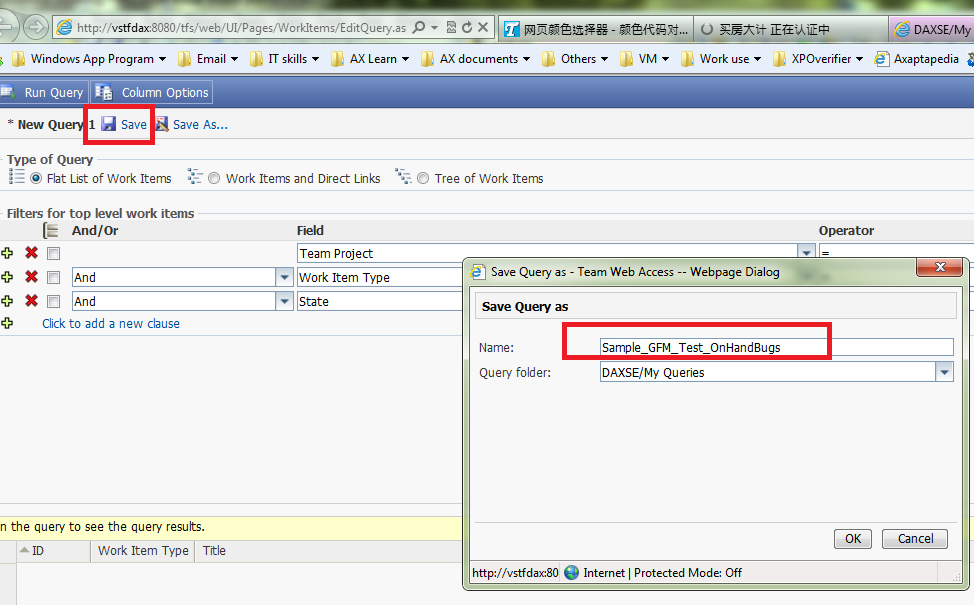 http://vstfdax:8080/tfs/web/UI/Pages/WorkItems/EditQuery.as
网页颜色选择器 - 颜色代码对...
买房大计 正在认证中
DAXSE/My
Windows App Program
Email
IT skills
AX Learn
AX documents
Others
VM
Work use
XPOverifier
Axaptapedia
Run Query
Column Options
* New Query 1
Save
Save As...
Type of Query
Flat List of Work Items
Work Items and Direct Links
Tree of Work Items
Filters for top level work items
And/Or
Field
Operator
Team Project
=
And
Work Item Type
And
State
Click to add a new clause
Save Query as - Team Web Access -- Webpage Dialog
Save Query as
Name:
Sample_GFM_Test_OnHandBugs
Query folder:
DAXSE/My Queries
OK
Cancel
http://vstfdax:80
Internet | Protected Mode: Off
n the query to see the query results.
ID
Work Item Type
Title